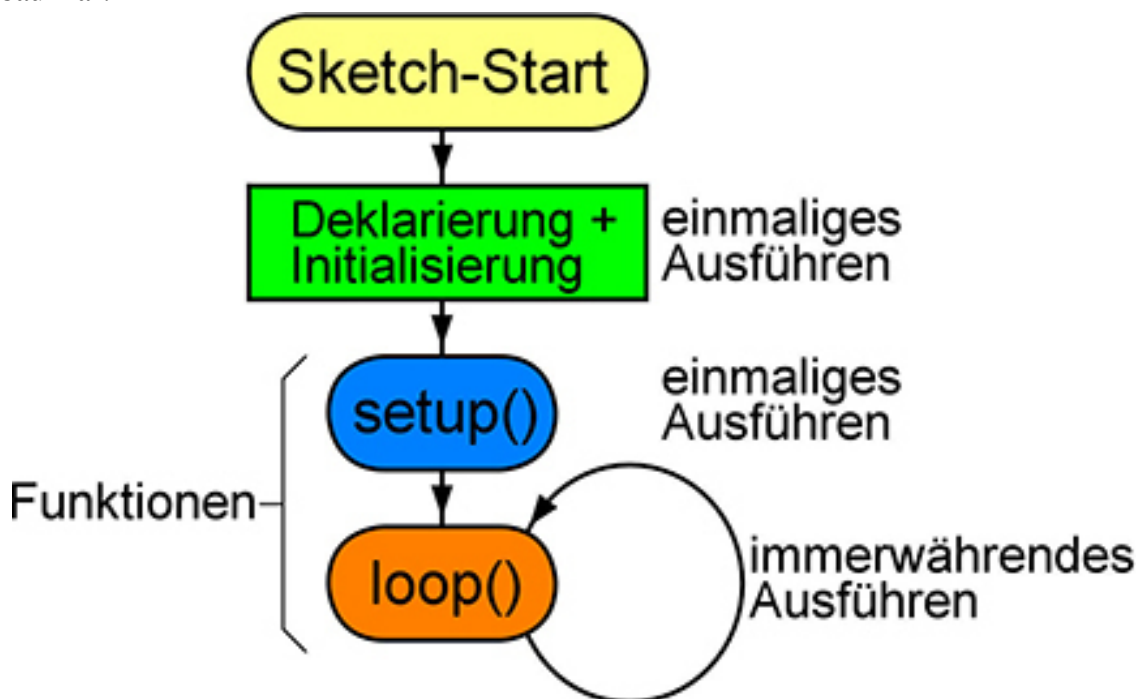 Sketch-Start
Deklarierung +
Initialisierung
einmaliges
Ausführen
setup()
einmaliges
Ausführen
Funktionen
loop()
immerwährendes
Ausführen